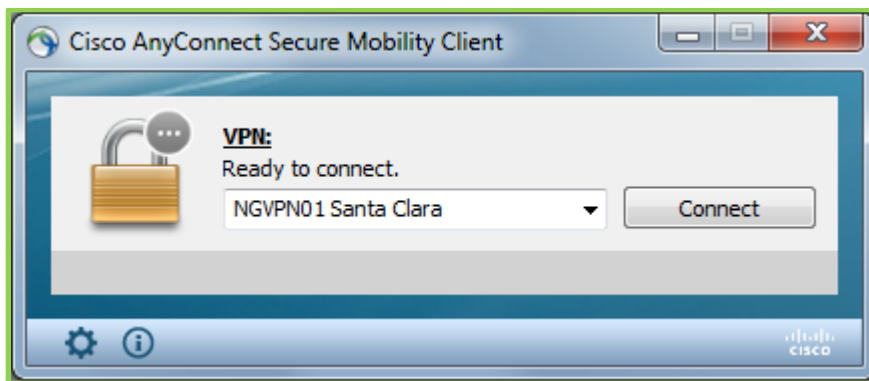 Cisco AnyConnect Secure Mobility Client
VPN:
Ready to connect.
NGVPN01 Santa Clara
Connect
CISCO